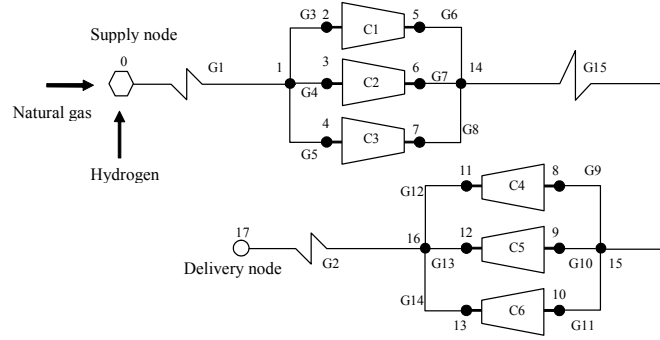 Supply node
0
Natural gas
Hydrogen
G1
1
G3
2
C1
5
G6
3
G4
C2
6
G7
14
4
G5
C3
7
G8
G15
11
C4
8
G9
G12
17
Delivery node
G2
16
12
G13
C5
9
G10
15
G14
13
C6
10
G11